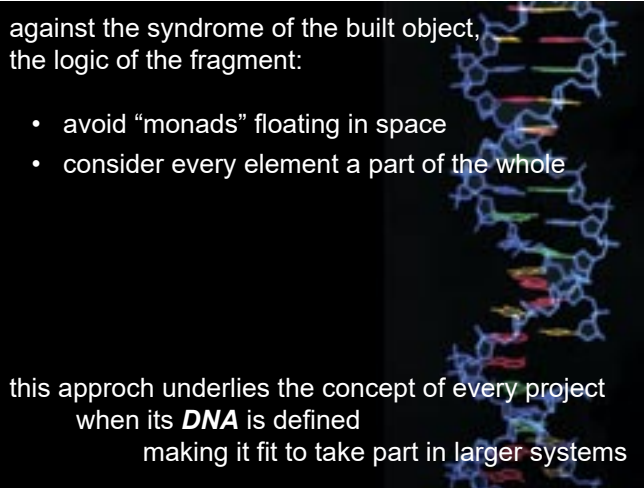 against the syndrome of the built object,
the logic of the fragment:
• avoid “monads” floating in space
• consider every element a part of the whole
this approch underlies the concept of every project
when its DNA is defined
making it fit to take part in larger systems